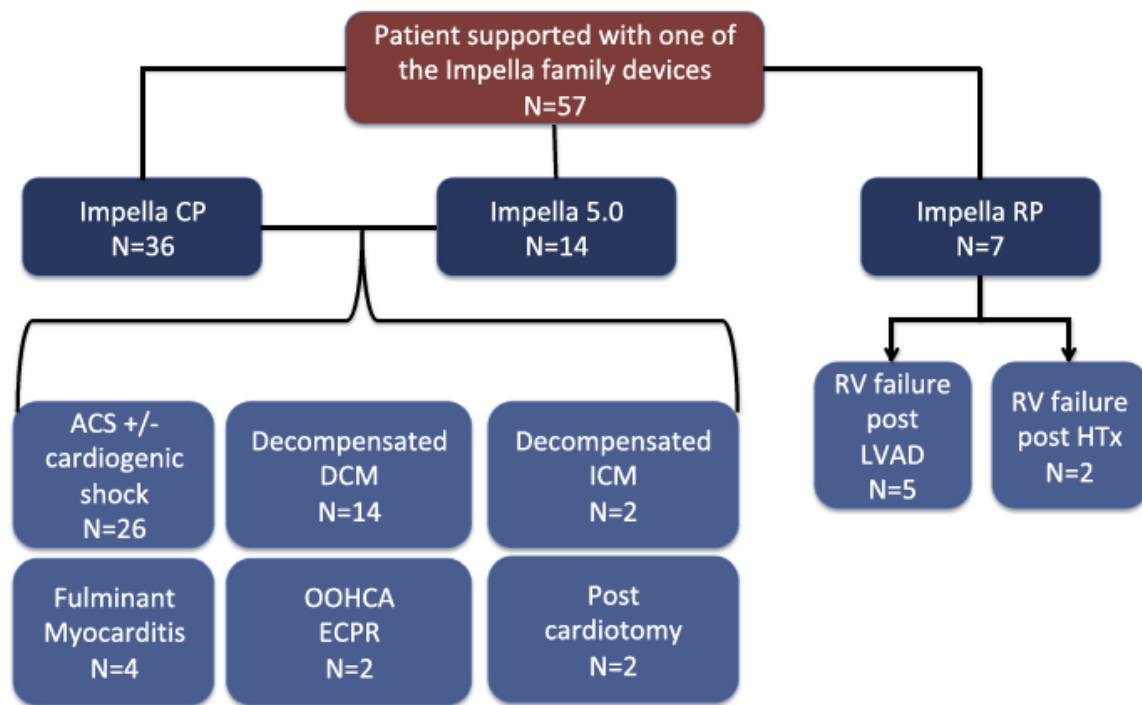 Patient supported with one of
the Impella family devices
N=57
Impella CP
N=36
Impella 5.0
N=14
Impella RP
N=7
RV failure
post
LVAD
N=5
RV failure
post HTx
N=2
ACS +/-
cardiogenic
shock
N=26
Decompensated
DCM
N=14
Decompensated
ICM
N=2
Fulminant
Myocarditis
N=4
OOHCA
ECPR
N=2
Post
cardiotomy
N=2